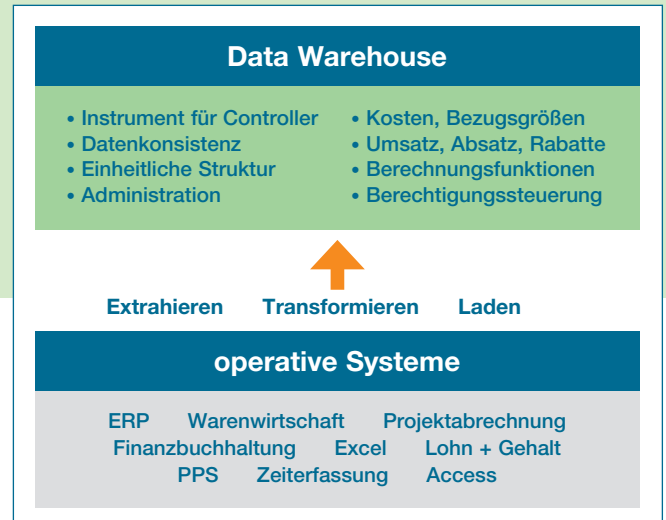 Data Warehouse
• Instrument für Controller
• Datenkonsistenz
• Einheitliche Struktur
• Administration
• Kosten, Bezugsgrößen
• Umsatz, Absatz, Rabatte
• Berechnungsfunktionen
• Berechtigungssteuerung
Extrahieren Transformieren Laden
operative Systeme
ERP Warenwirtschaft Projektabrechnung
Finanzbuchhaltung Excel Lohn + Gehalt
PPS Zeiterfassung Access